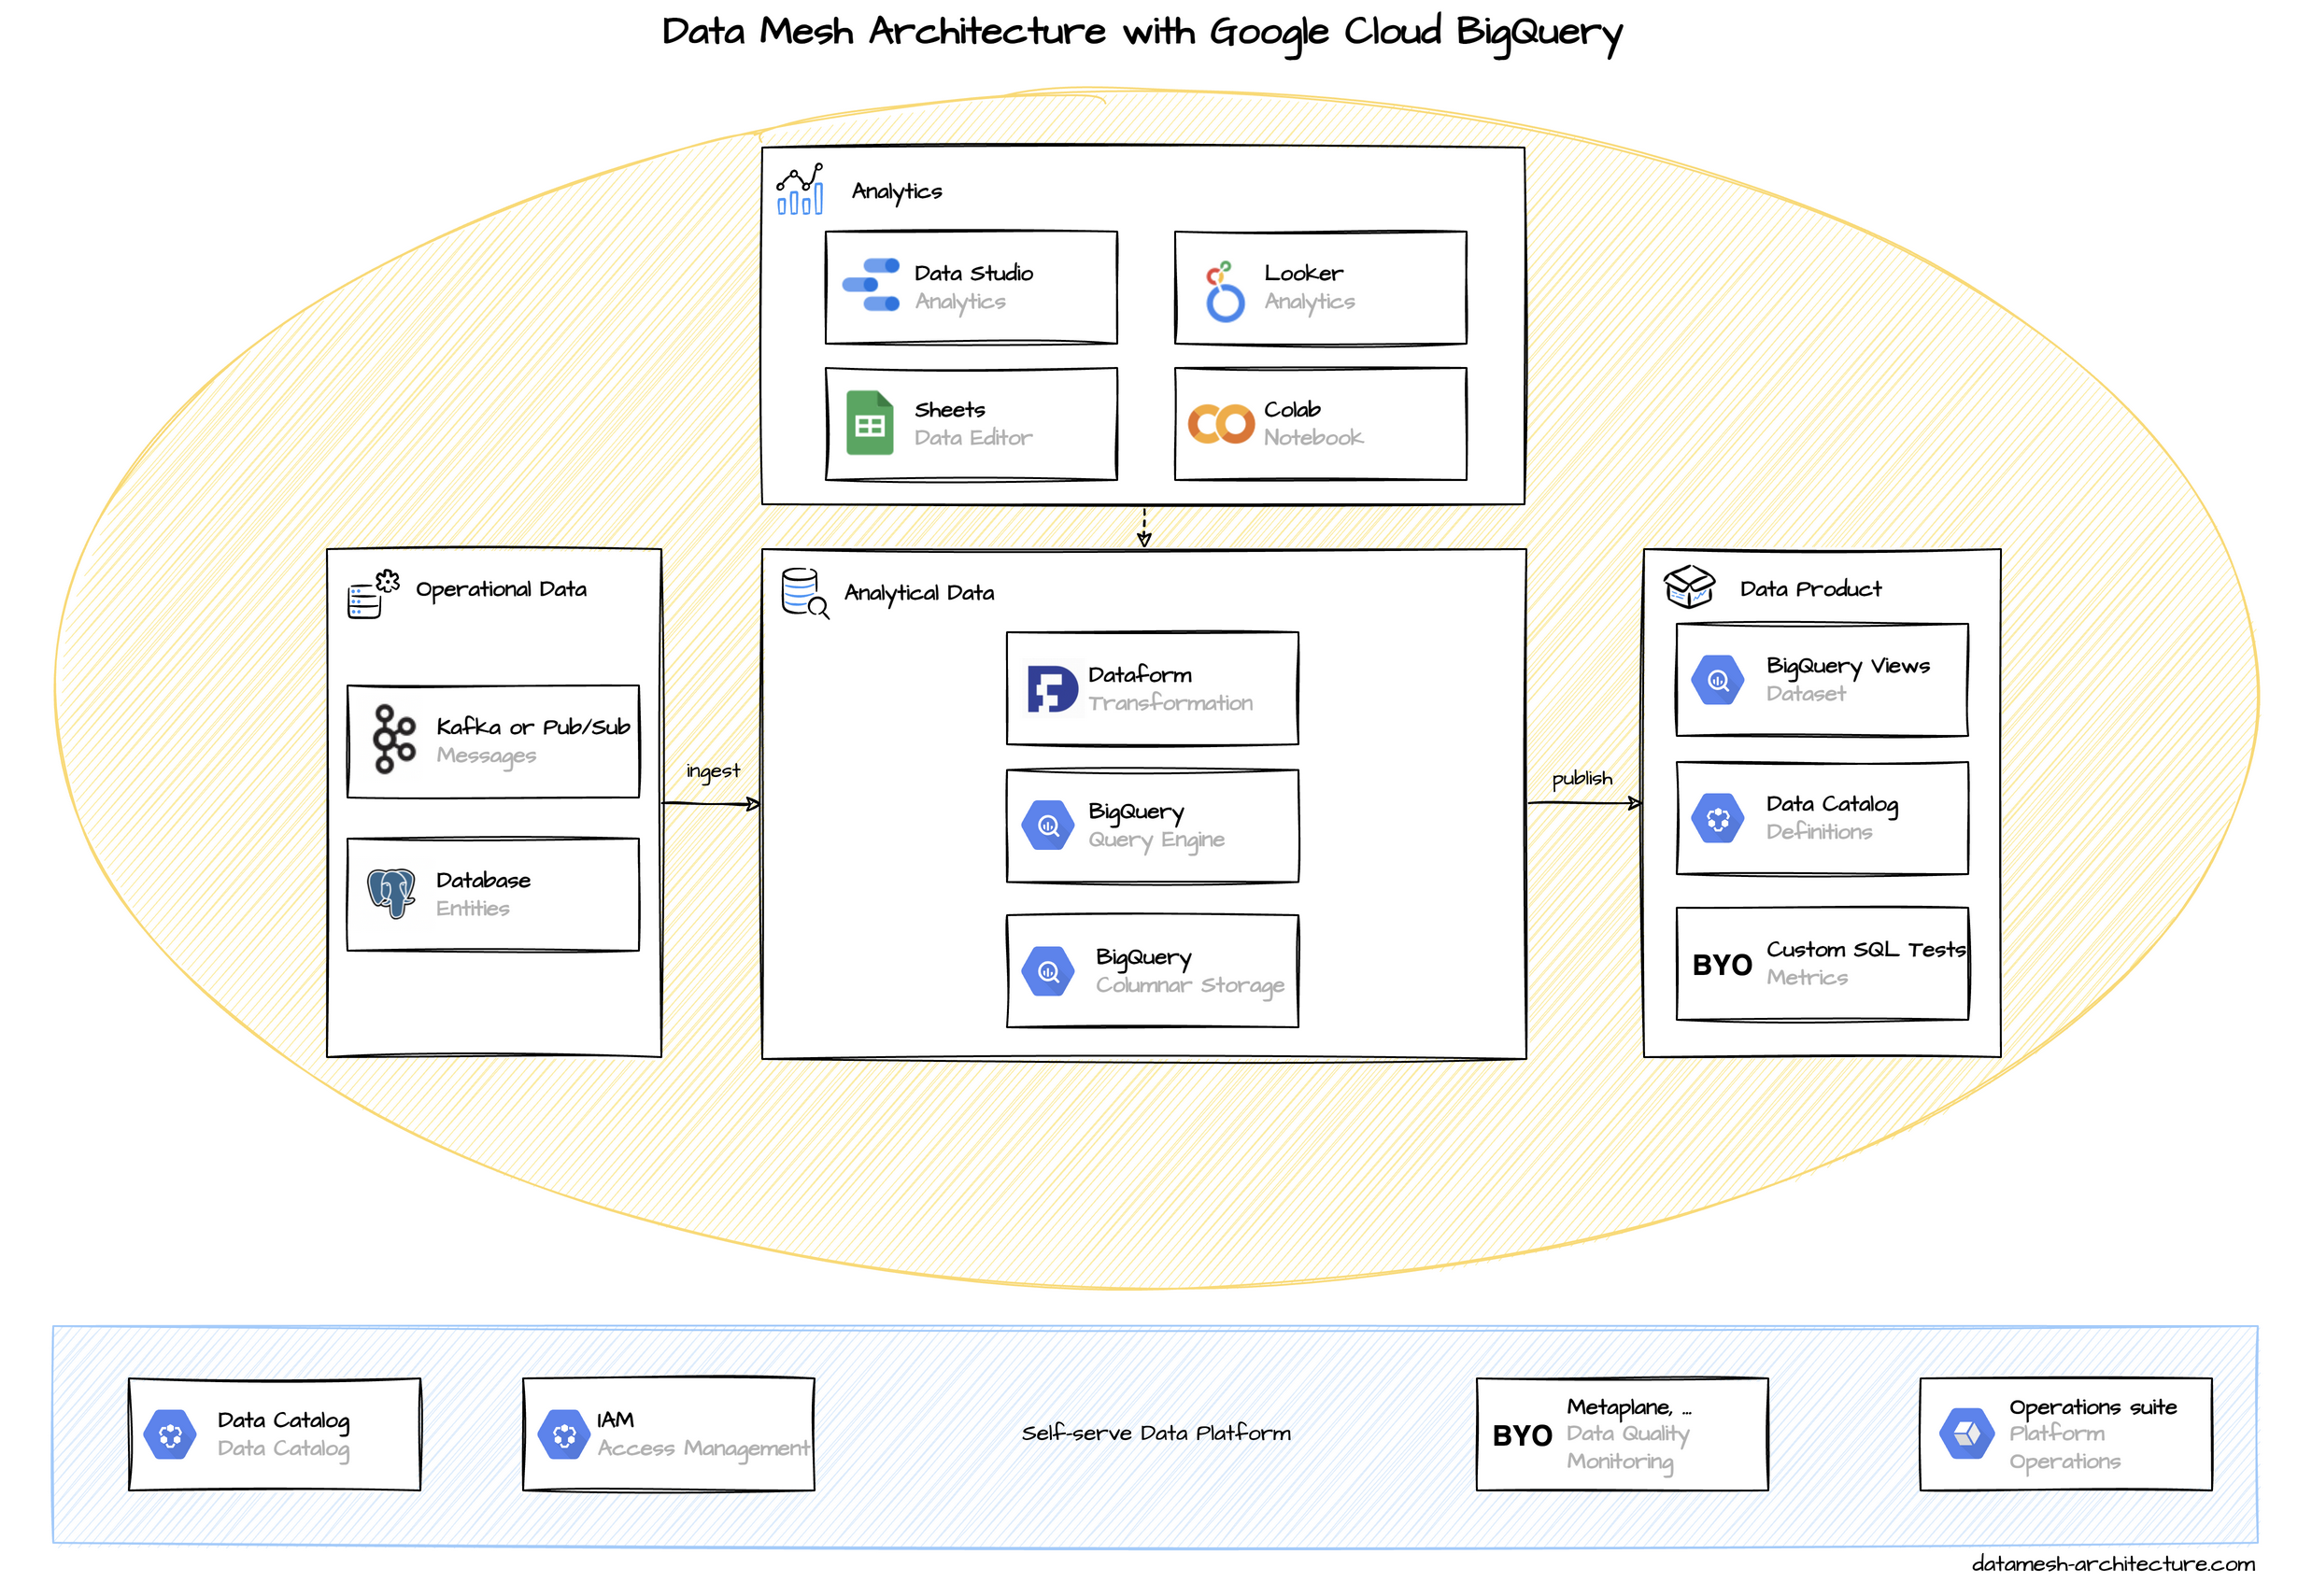 Data Mesh Architecture with Google Cloud BigQuery
Analytics
Data Studio
Analytics
Looker
Analytics
Sheets
Data Editor
Colab
Notebook
Operational Data
Kafka or Pub/Sub
Messages
Database
Entities
ingest
Analytical Data
Dataform
Transformation
BigQuery
Query Engine
BigQuery
Columnar Storage
publish
Data Product
BigQuery Views
Dataset
Data Catalog
Definitions
BYO
Custom SQL Tests
Metrics
Data Catalog
Data Catalog
IAM
Access Management
Self-serve Data Platform
BYO
Metaplane, ...
Data Quality
Monitoring
Operations suite
Platform
Operations
datamesh-architecture.com